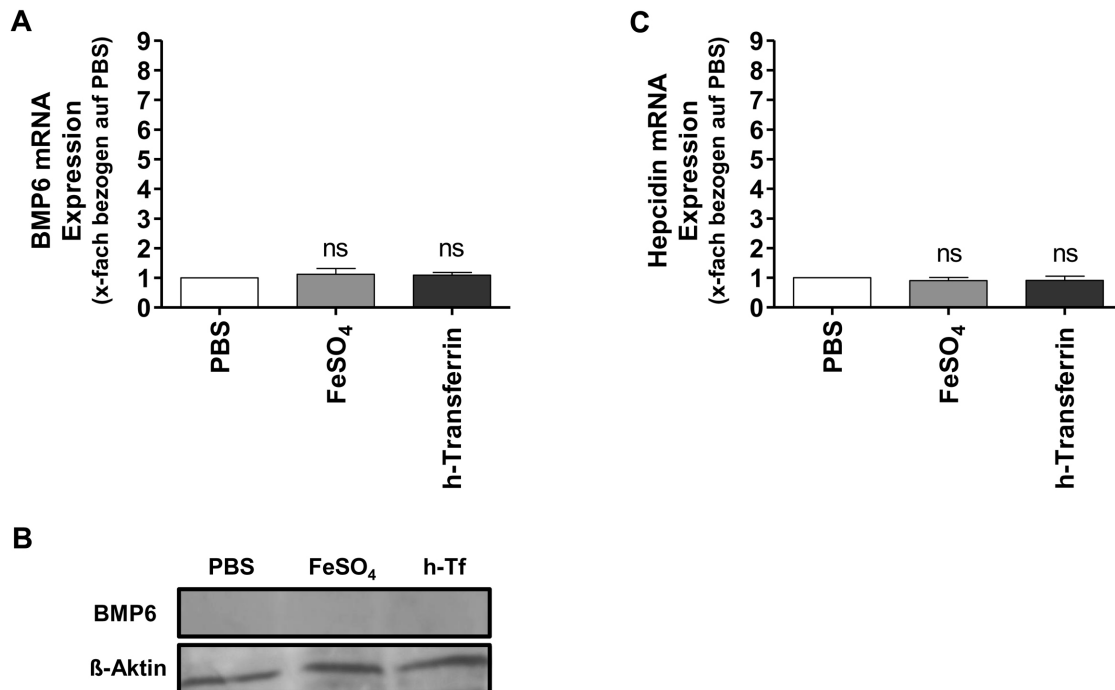 A
BMP6 mRNA
Expression
(x-fach bezogen auf PBS)
9
8
7
6
5
4
3
2
1
0
ns
ns
PBS
FeSO₄
h-Transferrin
C
Hepcidin mRNA
Expression
(x-fach bezogen auf PBS)
9
8
7
6
5
4
3
2
1
0
ns
ns
PBS
FeSO₄
h-Transferrin
B
PBS FeSO₄ h-Tf
BMP6
ß-Aktin